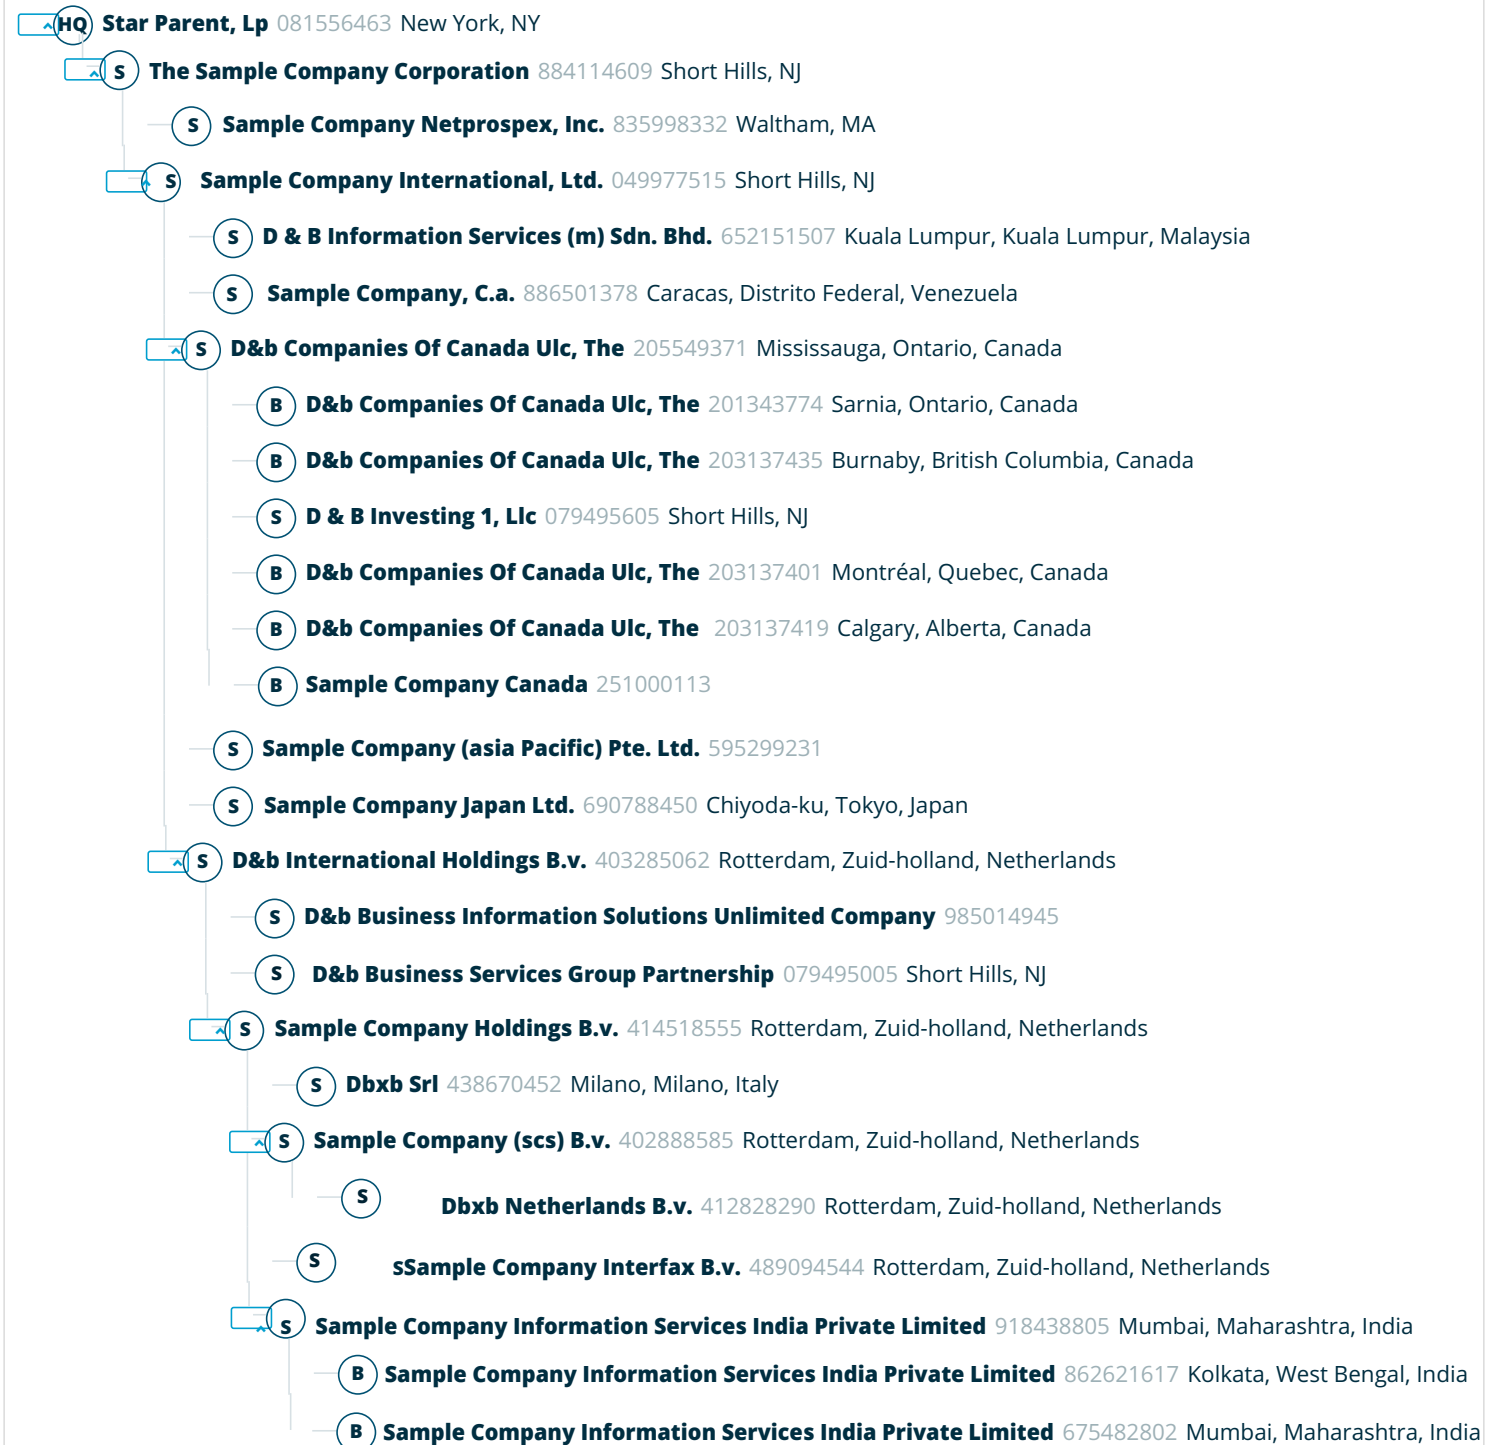 HQ Star Parent, Lp 081556463 New York, NY
S The Sample Company Corporation 884114609 Short Hills, NJ
S Sample Company Netprospex, Inc. 835998332 Waltham, MA
S Sample Company International, Ltd. 049977515 Short Hills, NJ
S D & B Information Services (m) Sdn. Bhd. 652151507 Kuala Lumpur, Kuala Lumpur, Malaysia
S Sample Company, C.a. 886501378 Caracas, Distrito Federal, Venezuela
S D&b Companies Of Canada Ulc, The 205549371 Mississauga, Ontario, Canada
B D&b Companies Of Canada Ulc, The 201343774 Sarnia, Ontario, Canada
B D&b Companies Of Canada Ulc, The 203137435 Burnaby, British Columbia, Canada
S D & B Investing 1, Llc 079495605 Short Hills, NJ
B D&b Companies Of Canada Ulc, The 203137401 Montréal, Quebec, Canada
B D&b Companies Of Canada Ulc, The 203137419 Calgary, Alberta, Canada
B Sample Company Canada 251000113
S Sample Company (asia Pacific) Pte. Ltd. 595299231
S Sample Company Japan Ltd. 690788450 Chiyoda-ku, Tokyo, Japan
S D&b International Holdings B.v. 403285062 Rotterdam, Zuid-holland, Netherlands
S D&b Business Information Solutions Unlimited Company 985014945
S D&b Business Services Group Partnership 079495005 Short Hills, NJ
S Sample Company Holdings B.v. 414518555 Rotterdam, Zuid-holland, Netherlands
S Dbxb Srl 438670452 Milano, Milano, Italy
S Sample Company (scs) B.v. 402888585 Rotterdam, Zuid-holland, Netherlands
S Dbxb Netherlands B.v. 412828290 Rotterdam, Zuid-holland, Netherlands
S sSample Company Interfax B.v. 489094544 Rotterdam, Zuid-holland, Netherlands
S Sample Company Information Services India Private Limited 918438805 Mumbai, Maharashtra, India
B Sample Company Information Services India Private Limited 862621617 Kolkata, West Bengal, India
B Sample Company Information Services India Private Limited 675482802 Mumbai, Maharashtra, India